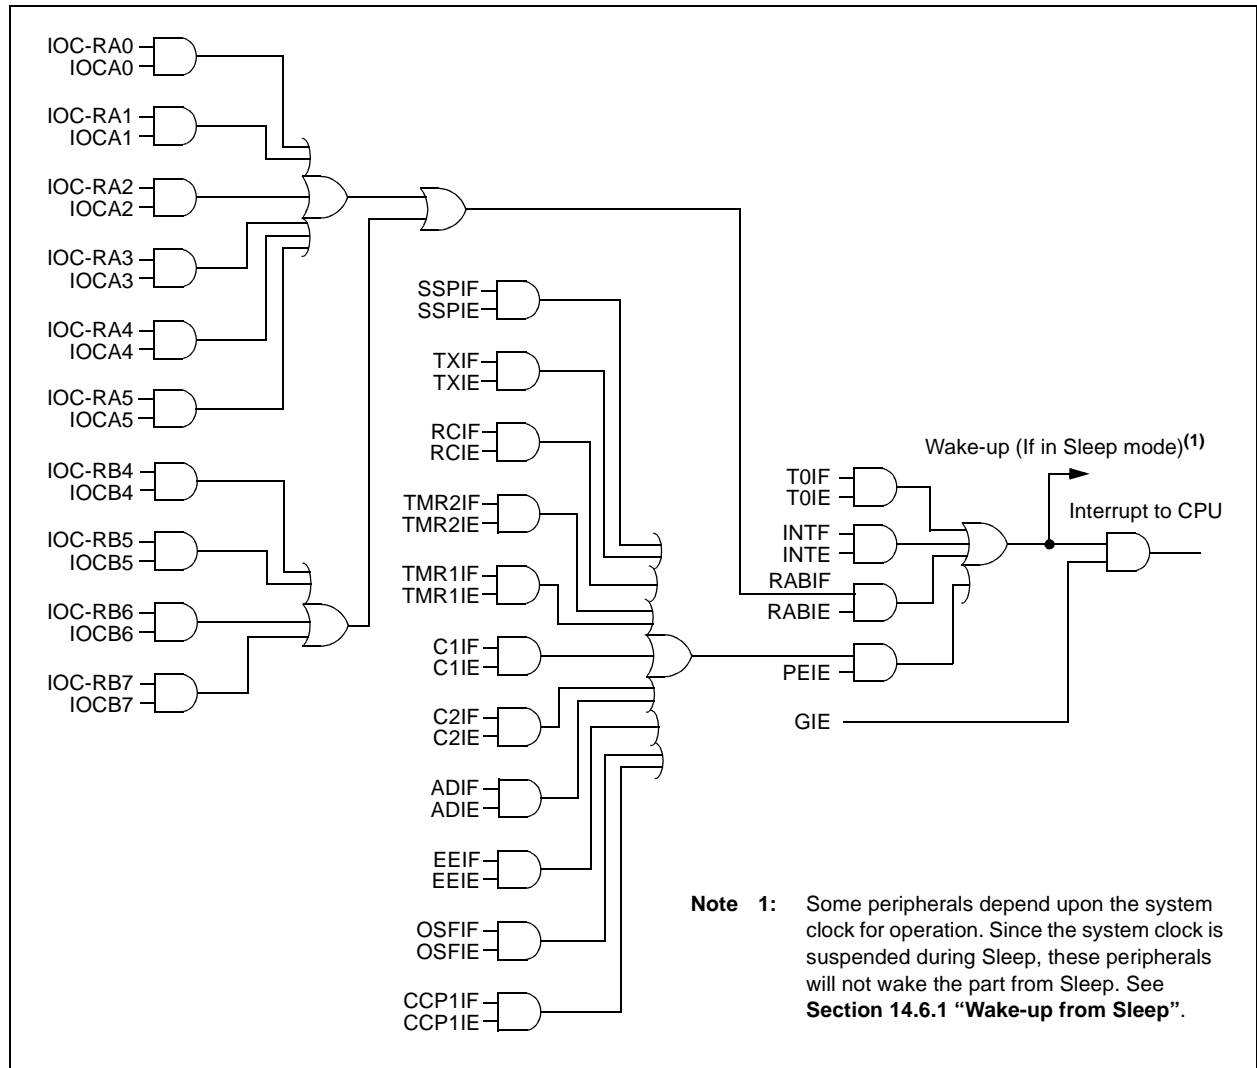 IOC-RA0
IOCA0
IOC-RA1
IOCA1
IOC-RA2
IOCA2
IOC-RA3
IOCA3
IOC-RA4
IOCA4
IOC-RA5
IOCA5
IOC-RB4
IOCB4
IOC-RB5
IOCB5
IOC-RB6
IOCB6
IOC-RB7
IOCB7
SSPIF
SSPIE
TXIF
TXIE
RCIF
RCIE
TMR2IF
TMR2IE
TMR1IF
TMR1IE
C1IF
C1IE
C2IF
C2IE
ADIF
ADIE
EEIF
EEIE
OSFIF
OSFIE
CCP1IF
CCP1IE
Wake-up (If in Sleep mode)(1)
T0IF
T0IE
Interrupt to CPU
INTF
INTE
RABIF
RABIE
PEIE
GIE
Note 1: Some peripherals depend upon the system
clock for operation. Since the system clock is
suspended during Sleep, these peripherals
will not wake the part from Sleep. See
Section 14.6.1 “Wake-up from Sleep”.